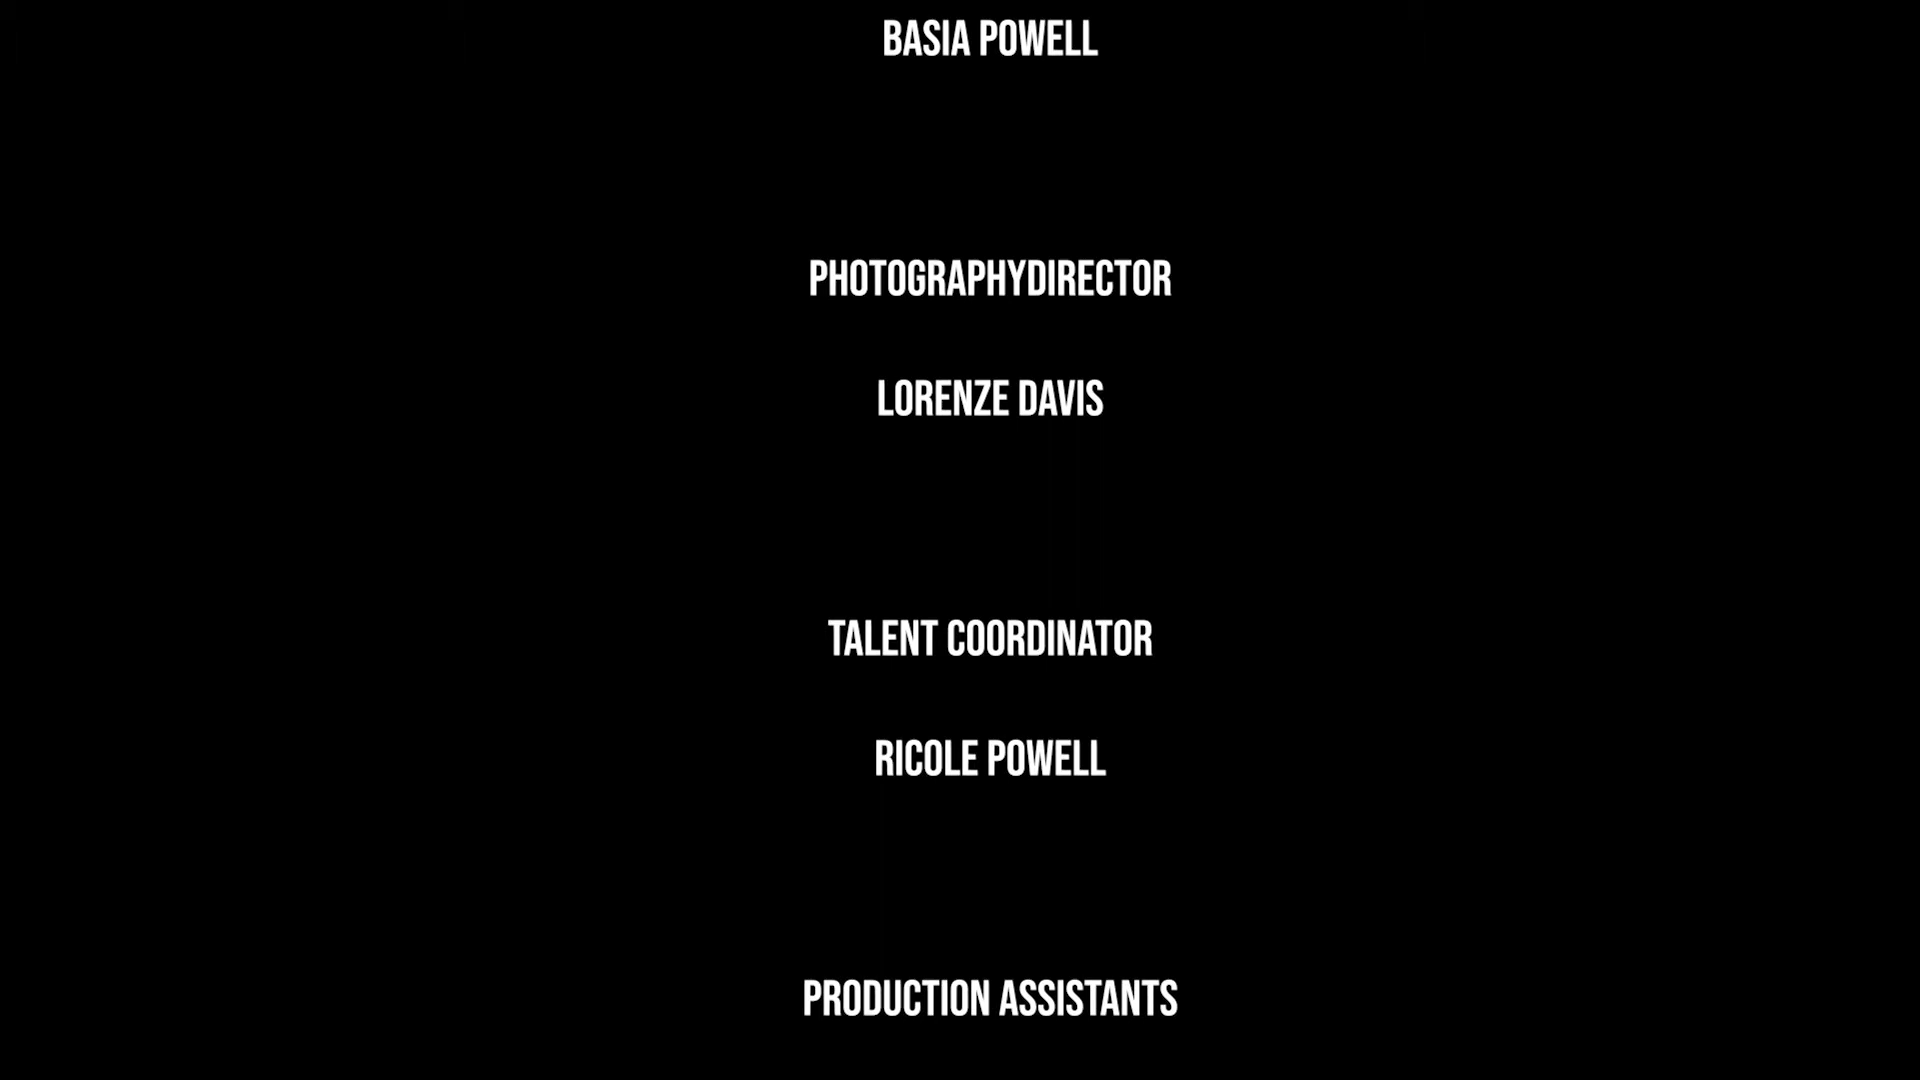 BASIA POWELL
PHOTOGRAPHYDIRECTOR
LORENZE DAVIS
TALENT COORDINATOR
RICOLE POWELL
PRODUCTION ASSISTANTS